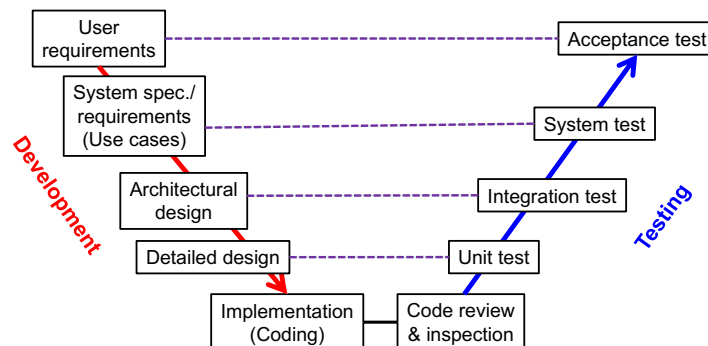 User
requirements
Acceptance test
System spec./
requirements
(Use cases)
System test
Development
Architectural
design
Integration test
Testing
Detailed design
Unit test
Implementation
(Coding)
Code review
& inspection